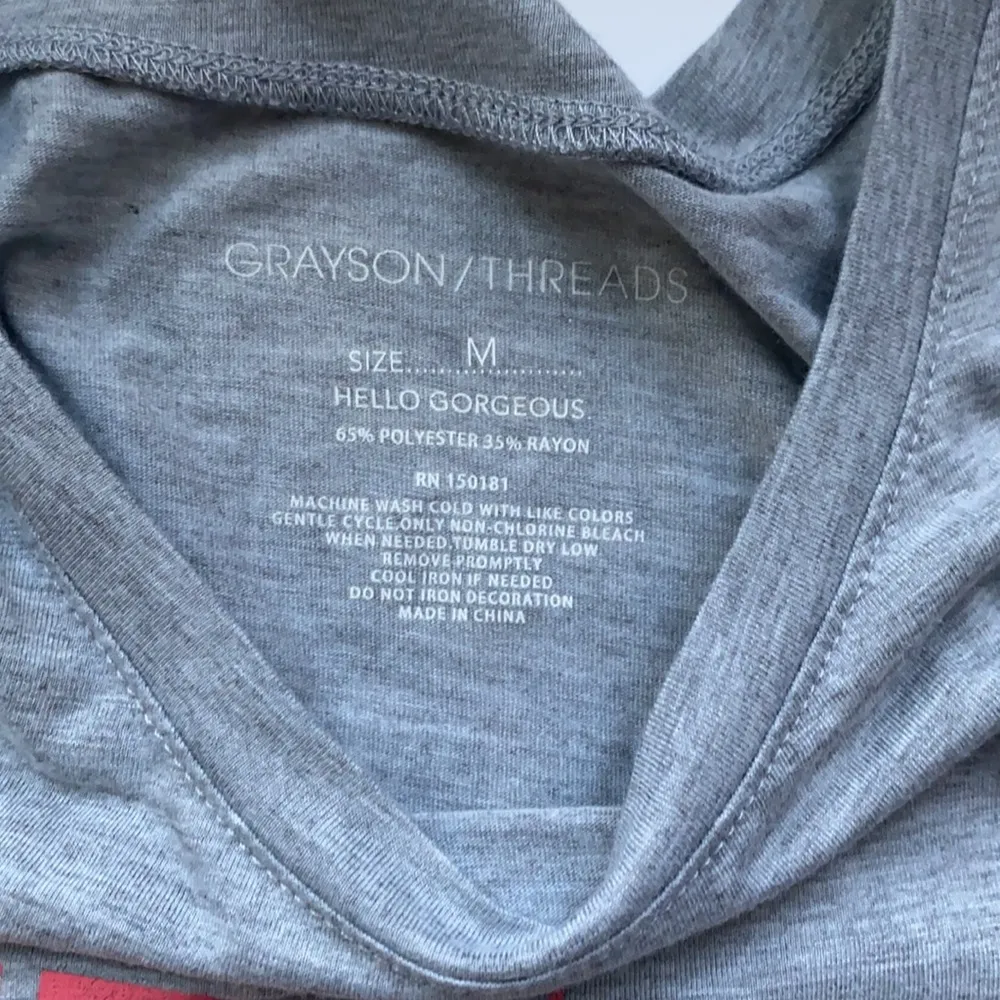 GRAYSON/THREADS
SIZE....M................
HELLO GORGEOUS.
65% POLYESTER 35% RAYON
RN 150181
MACHINE WASH COLD WITH LIKE COLORS
GENTLE CYCLE.ONLY NON-CHLORINE BLEACH
WHEN NEEDED.TUMBLE DRY LOW
REMOVE PROMPTLY
COOL IRON IF NEEDED
DO NOT IRON DECORATION
MADE IN CHINA